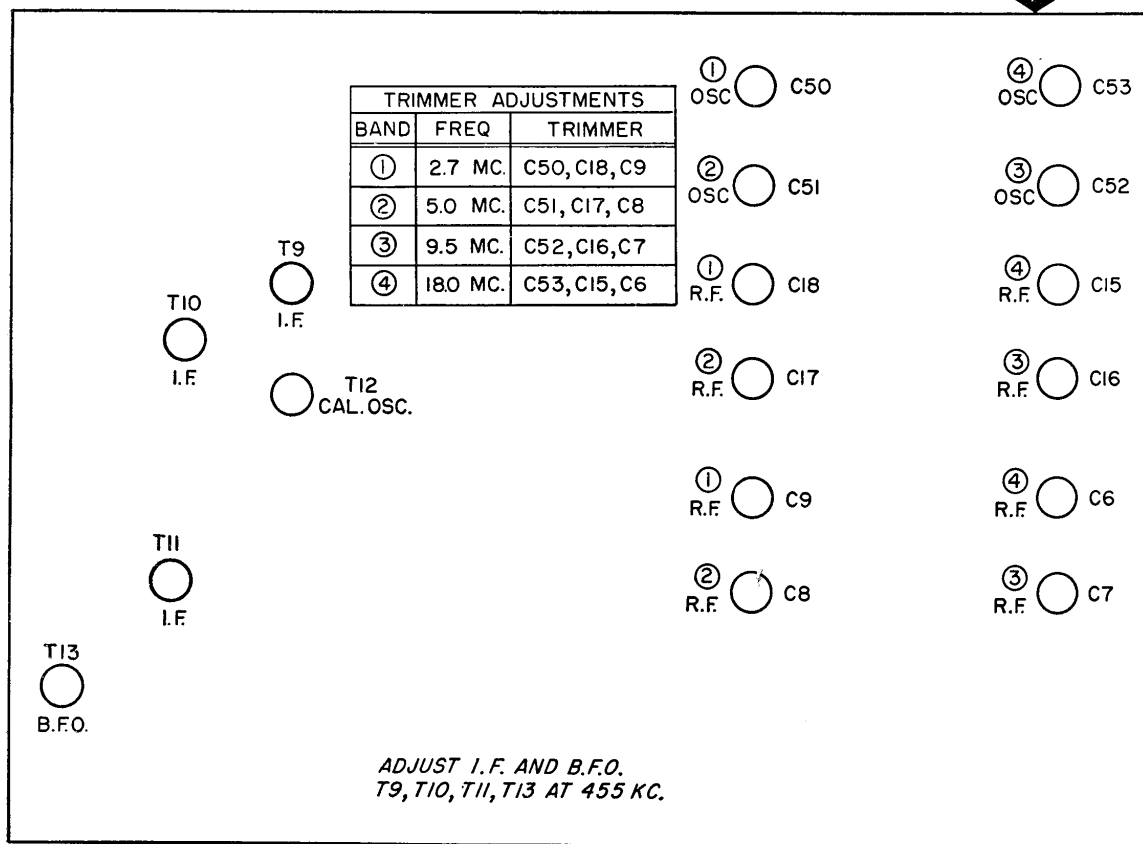 TRIMMER ADJUSTMENTS
BAND FREQ TRIMMER
① 2.7 MC. C50, C18, C9
② 5.0 MC. C51, C17, C8
③ 9.5 MC. C52, C16, C7
④ 18.0 MC. C53, C15, C6
① OSC C50
④ OSC C53
② OSC C51
③ OSC C52
① R.F. C18
④ R.F. C15
② R.F. C17
③ R.F. C16
① R.F. C9
④ R.F. C6
② R.F. C8
③ R.F. C7
T9
I.F.
T10
I.F.
T12
CAL. OSC.
T11
I.F.
T13
B.F.O.
ADJUST I.F. AND B.F.O.
T9, T10, T11, T13 AT 455 KC.